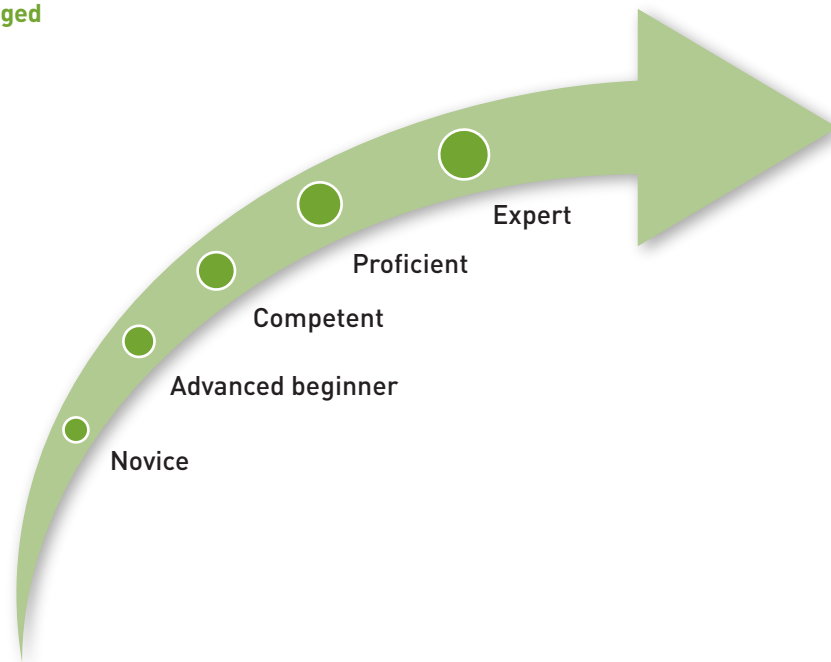 ged
Expert
Proficient
Competent
Advanced beginner
Novice